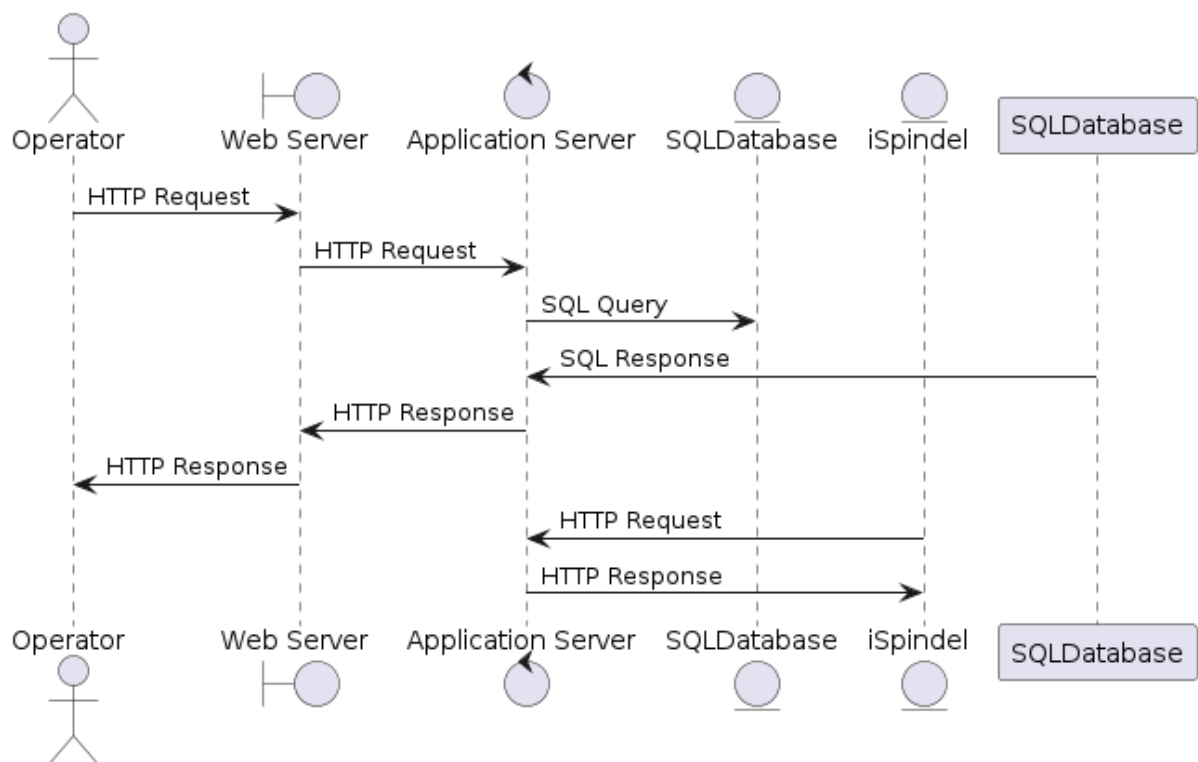 Operator
Web Server
Application Server
SQLDatabase
iSpindel
SQLDatabase
HTTP Request
HTTP Request
SQL Query
SQL Response
HTTP Response
HTTP Response
HTTP Request
HTTP Response
Operator
Web Server
Application Server
SQLDatabase
iSpindel
SQLDatabase